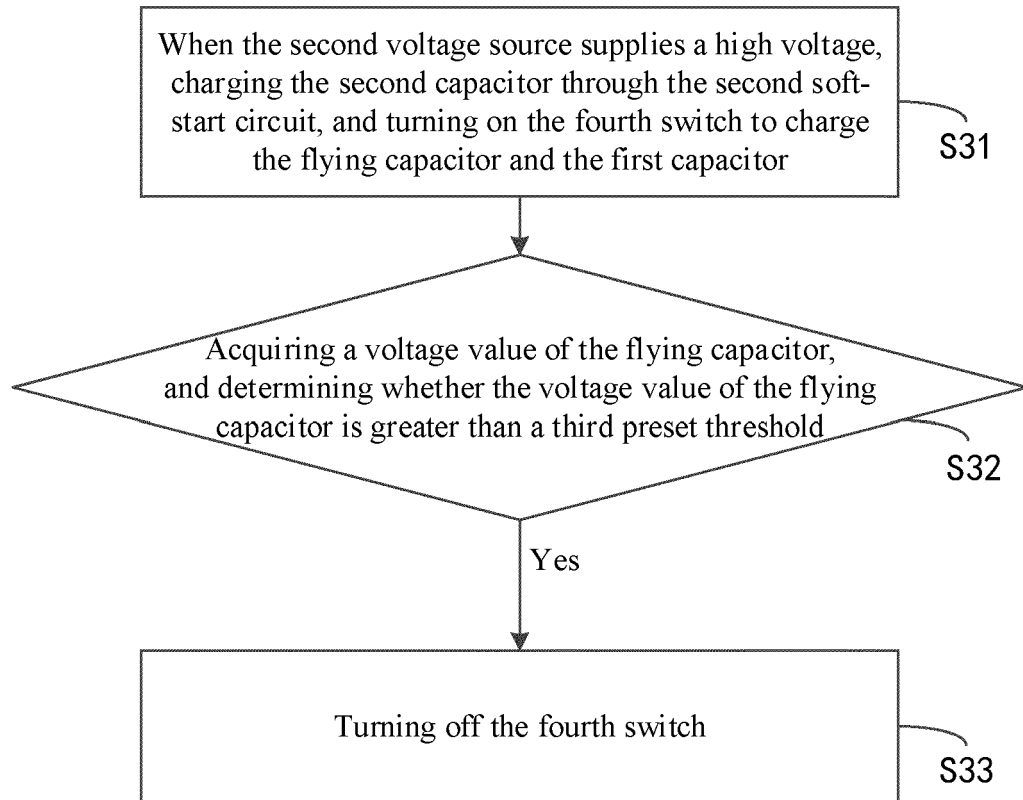 When the second voltage source supplies a high voltage,
charging the second capacitor through the second soft-
start circuit, and turning on the fourth switch to charge
the flying capacitor and the first capacitor
S31
Acquiring a voltage value of the flying capacitor,
and determining whether the voltage value of the flying
capacitor is greater than a third preset threshold
S32
Yes
Turning off the fourth switch
S33